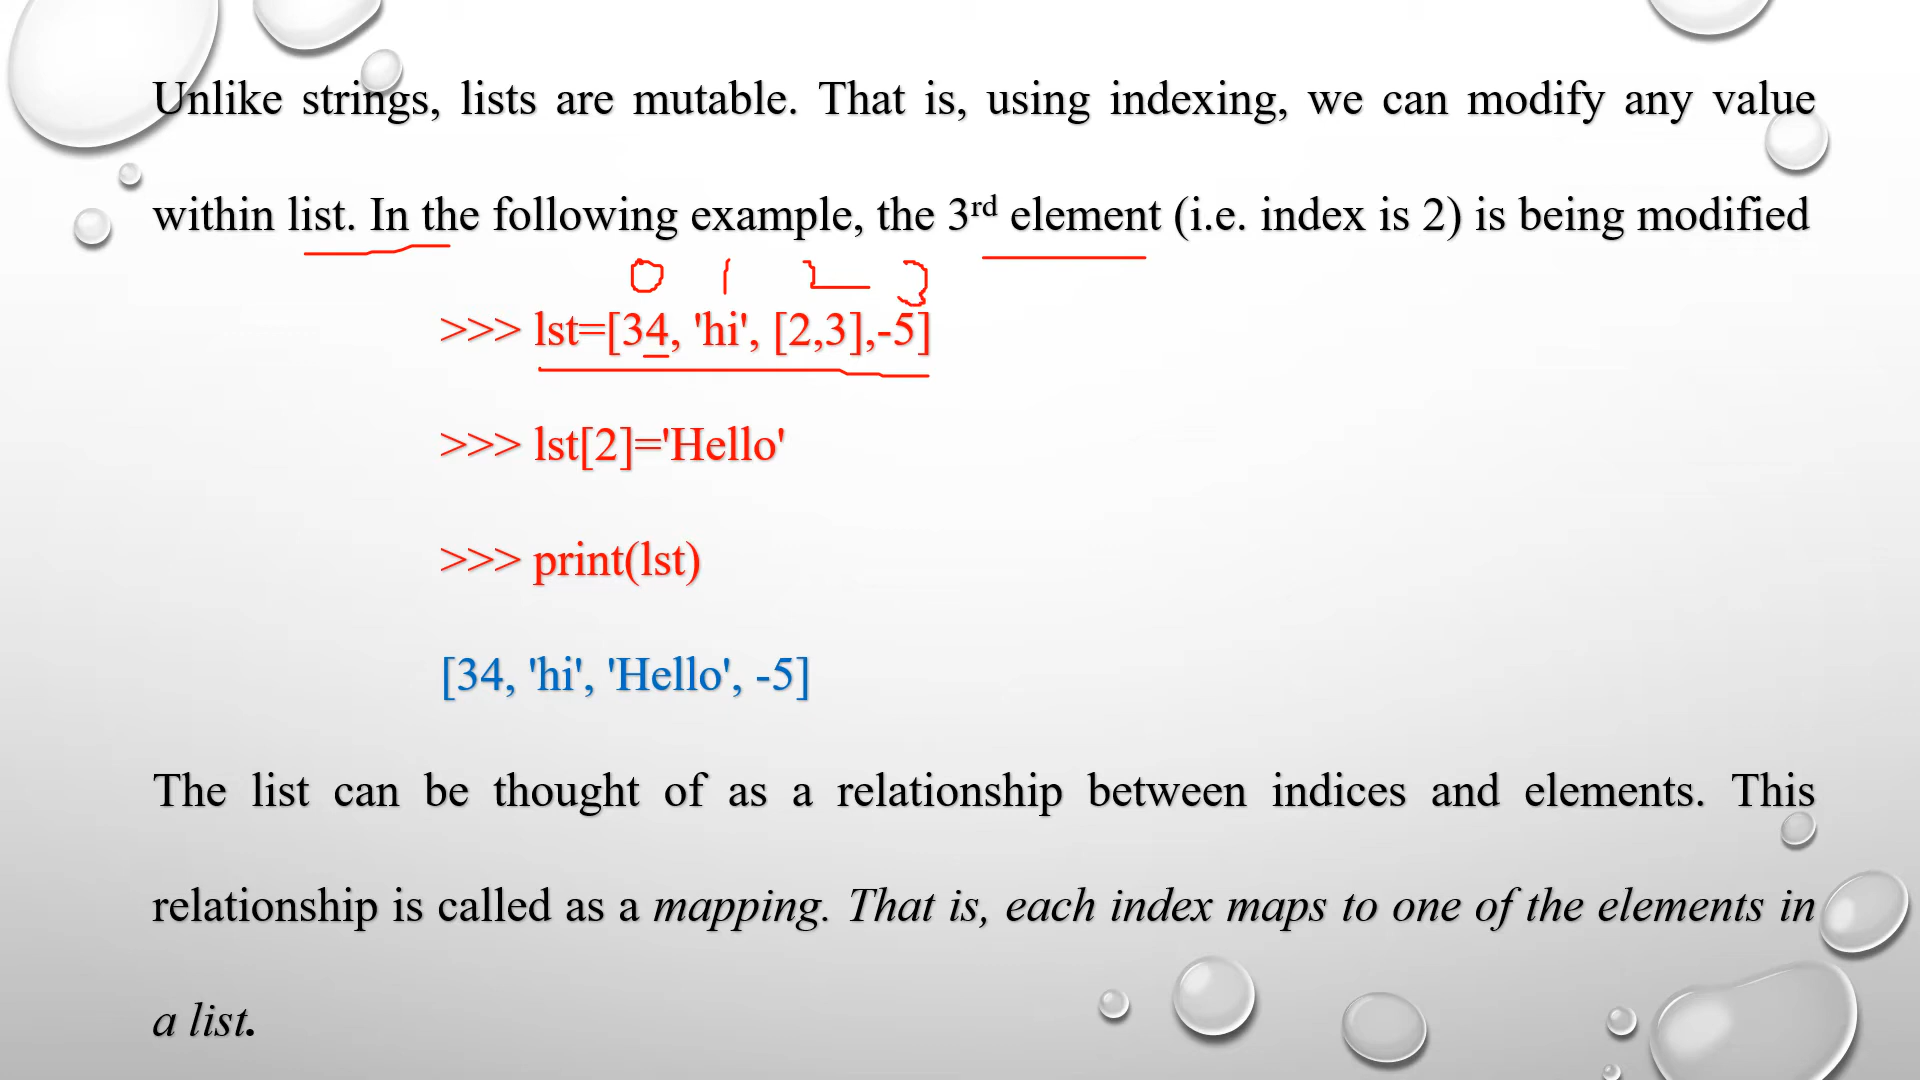 Unlike strings, lists are mutable. That is, using indexing, we can modify any value
within list. In the following example, the 3rd element (i.e. index is 2) is being modified
0 1 2 3
>>> lst=[34, 'hi', [2,3],-5]
>>> lst[2]='Hello'
>>> print(lst)
[34, 'hi', 'Hello', -5]
The list can be thought of as a relationship between indices and elements. This
relationship is called as a mapping. That is, each index maps to one of the elements in
a list.